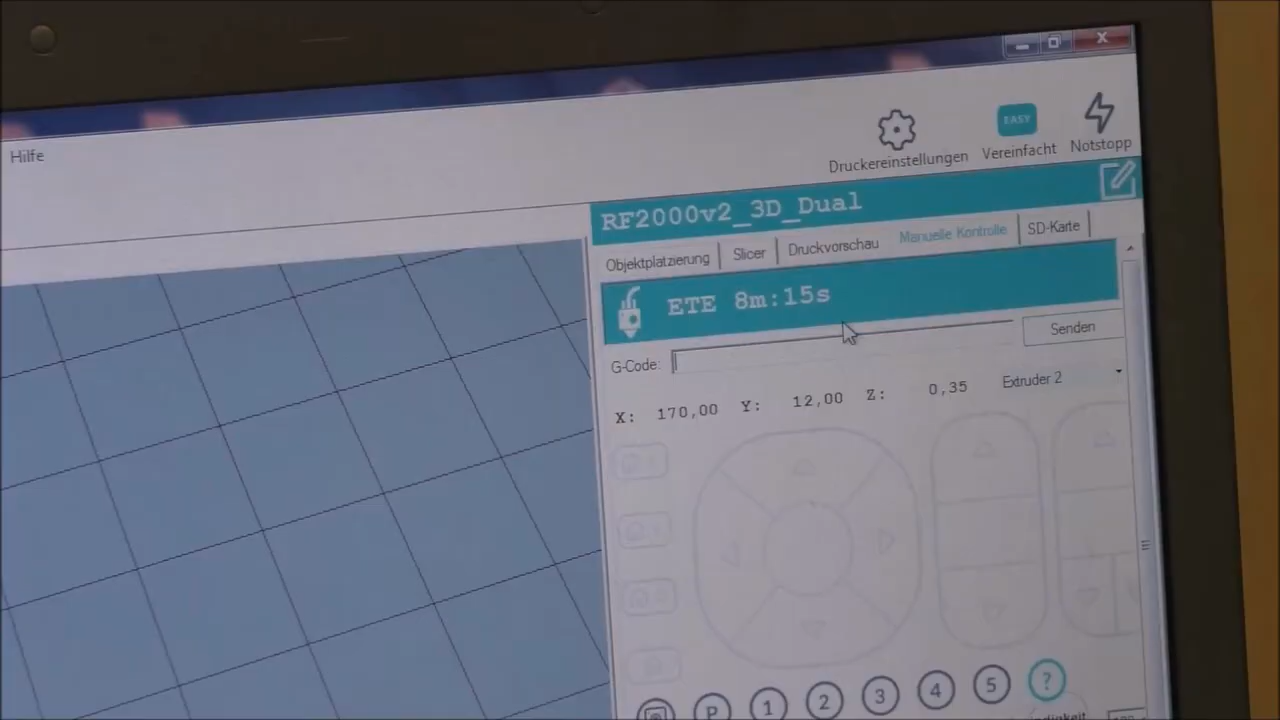 Hilfe
Druckereinstellungen
EASY
Vereinfacht
Notstopp
RF2000v2_3D_Dual
Objektplatzierung Slicer Druckvorschau Manuelle Kontrolle SD-Karte
ETE 8m:15s
G-Code: Senden
X: 170,00 Y: 12,00 Z: 0,35 Extruder 2
P 1 2 3 4 5 ?